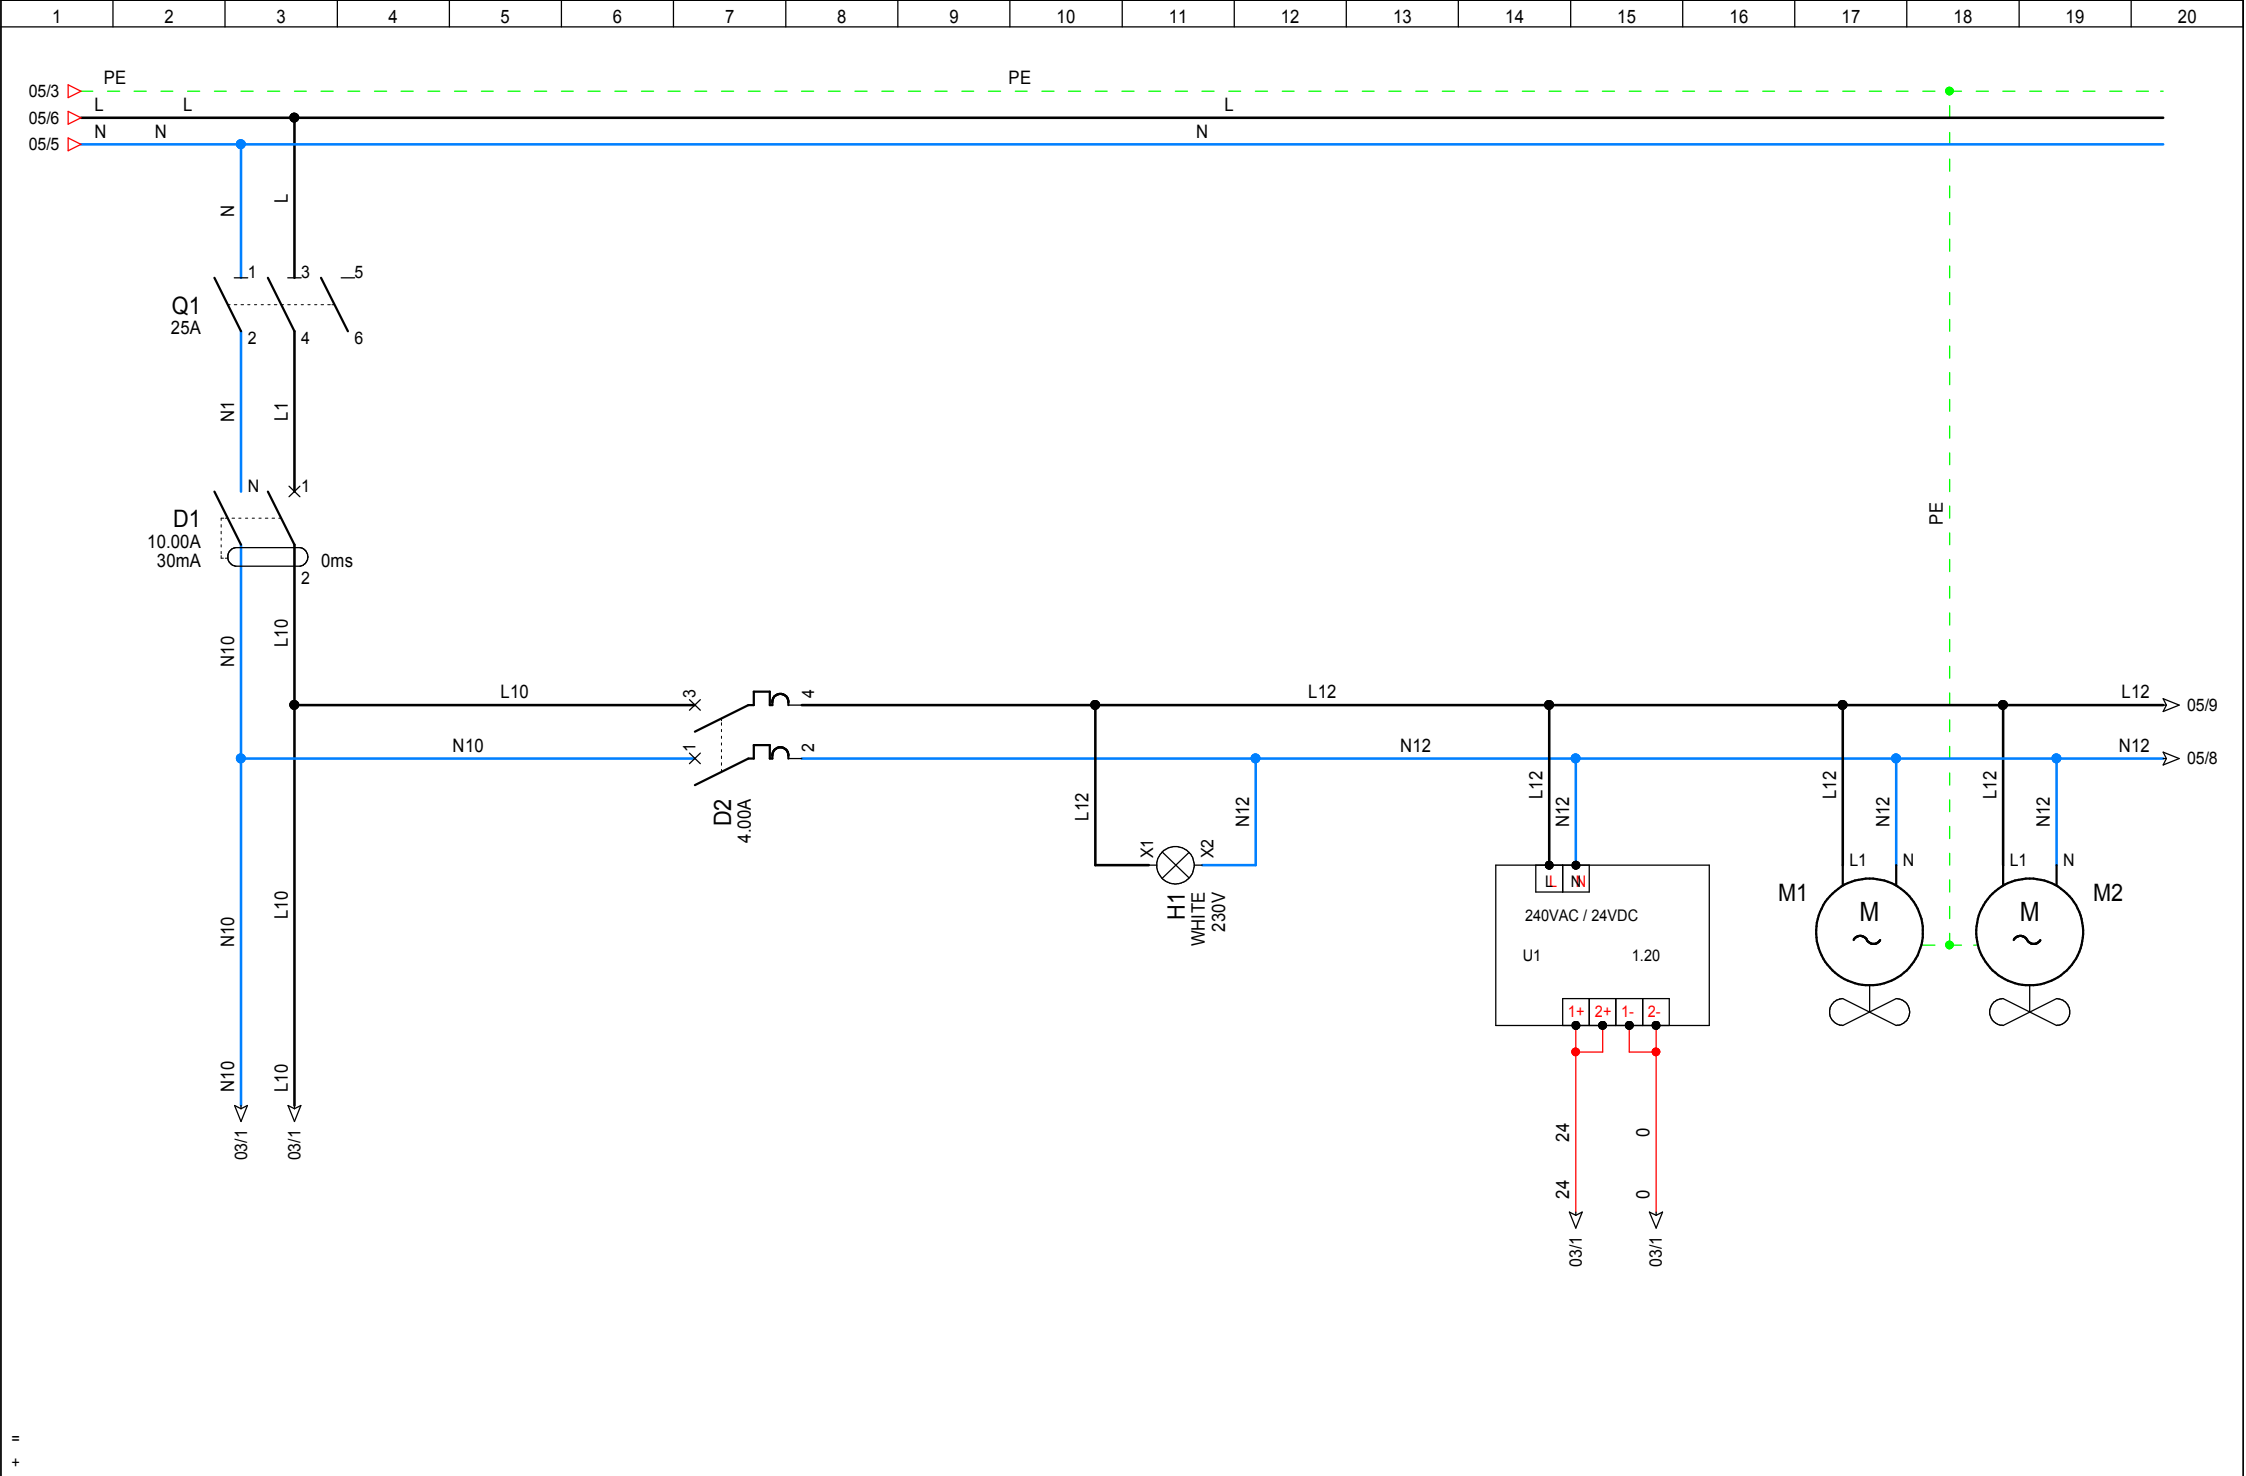 1 2 3 4 5 6 7 8 9 10 11 12 13 14 15 16 17 18 19 20
PE PE
05/3
L L L
05/6
N N N
05/5
N L
1 3 5
Q1
25A
2 4 6
N1 L1
N 1
D1
10.00A
30mA 0ms
2
PE
N10 L10
L10 3 4 L12 L12 05/9
N10 1 2 N12 N12 05/8
D2
4.00A
L12 N12 L12 N12 L12 N12 L12 N12
X1 X2
H1
WHITE
230V
L L N N
240VAC / 24VDC
U1 1.20
1+ 2+ 1- 2-
L1 N L1 N
M1 M M M2
N10 L10
N10 L10
03/1 03/1
24 0
24 0
03/1 03/1
=
+